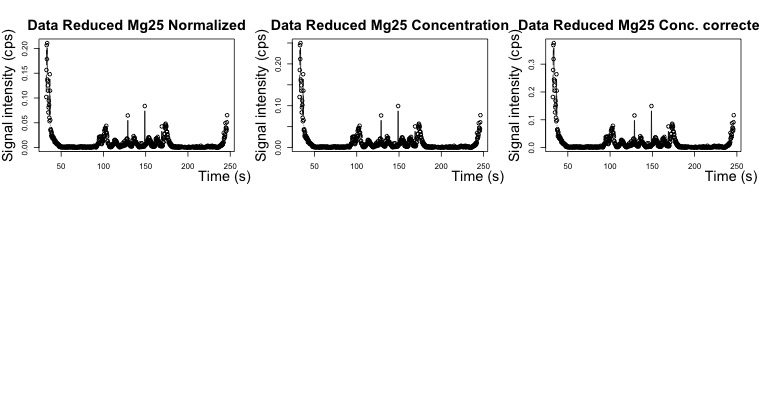 Data Reduced Mg25 Normalized
Signal intensity (cps)
0.00 0.05 0.10 0.15 0.20
50 100 150 200 250
Time (s)
Data Reduced Mg25 Concentration
Signal intensity (cps)
0.00 0.10 0.20
50 100 150 200 250
Time (s)
Data Reduced Mg25 Conc. correcte
Signal intensity (cps)
0.0 0.1 0.2 0.3
50 100 150 200 250
Time (s)